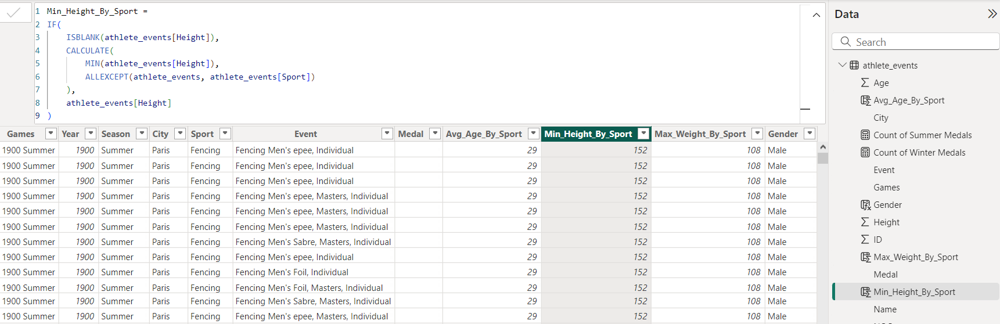 1 Min_Height_By_Sport =
2 IF(
3 ISBLANK(athlete_events[Height]),
4 CALCULATE(
5 MIN(athlete_events[Height]),
6 ALLEXCEPT(athlete_events, athlete_events[Sport])
7 ),
8 athlete_events[Height]
9 )
Games Year Season City Sport Event Medal Avg_Age_By_Sport Min_Height_By_Sport Max_Weight_By_Sport Gender
1900 Summer 1900 Summer Paris Fencing Fencing Men's epee, Individual 29 152 108 Male
1900 Summer 1900 Summer Paris Fencing Fencing Men's epee, Individual 29 152 108 Male
1900 Summer 1900 Summer Paris Fencing Fencing Men's epee, Individual 29 152 108 Male
1900 Summer 1900 Summer Paris Fencing Fencing Men's epee, Masters, Individual 29 152 108 Male
1900 Summer 1900 Summer Paris Fencing Fencing Men's epee, Masters, Individual 29 152 108 Male
1900 Summer 1900 Summer Paris Fencing Fencing Men's epee, Masters, Individual 29 152 108 Male
1900 Summer 1900 Summer Paris Fencing Fencing Men's Sabre, Masters, Individual 29 152 108 Male
1900 Summer 1900 Summer Paris Fencing Fencing Men's epee, Individual 29 152 108 Male
1900 Summer 1900 Summer Paris Fencing Fencing Men's Foil, Individual 29 152 108 Male
1900 Summer 1900 Summer Paris Fencing Fencing Men's Foil, Masters, Individual 29 152 108 Male
1900 Summer 1900 Summer Paris Fencing Fencing Men's Sabre, Masters, Individual 29 152 108 Male
1900 Summer 1900 Summer Paris Fencing Fencing Men's epee, Masters, Individual 29 152 108 Male
Data
Search
athlete_events
Age
Avg_Age_By_Sport
City
Count of Summer Medals
Count of Winter Medals
Event
Games
Gender
Height
ID
Max_Weight_By_Sport
Medal
Min_Height_By_Sport
Name